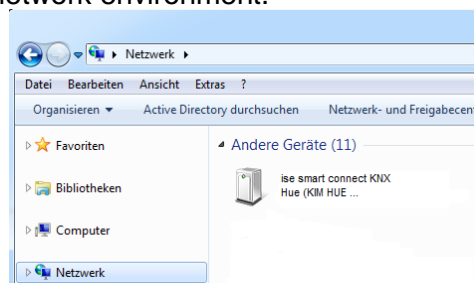 network environment.
Netzwerk
Datei Bearbeiten Ansicht Extras ?
Organisieren Active Directory durchsuchen Netzwerk- und Freigabecent
Favoriten
Andere Geräte (11)
ise smart connect KNX
Hue (KIM HUE ...
Bibliotheken
Computer
Netzwerk